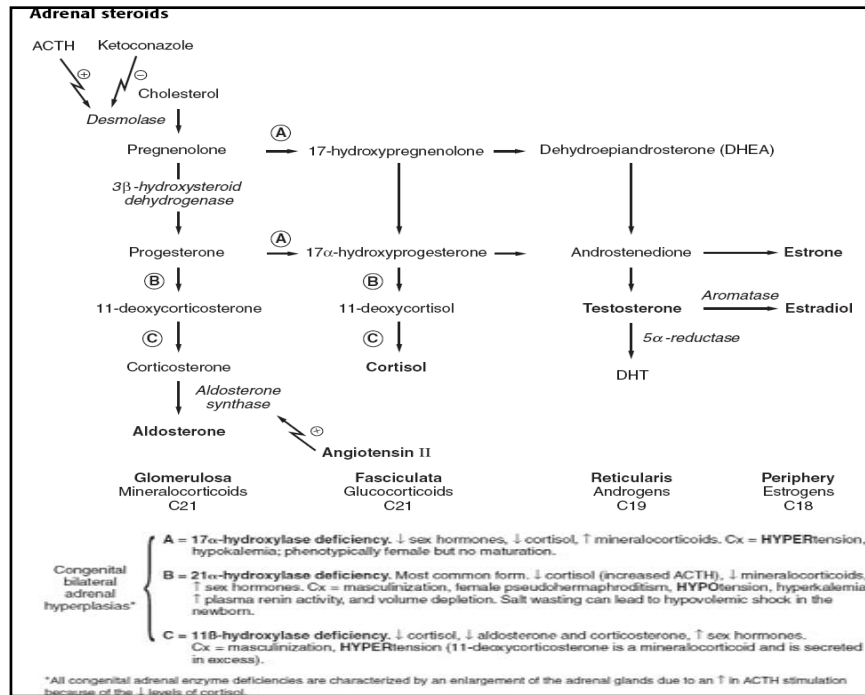 Adrenal steroids
ACTH Ketoconazole
⊕ ⊖
Cholesterol
Desmolase
Pregnenolone Ⓐ 17-hydroxypregnenolone Dehydroepiandrosterone (DHEA)
3β-hydroxysteroid
dehydrogenase
Progesterone Ⓐ 17α-hydroxyprogesterone Androstenedione Estrone
Ⓑ Ⓑ
11-deoxycorticosterone 11-deoxycortisol Testosterone Aromatase Estradiol
Ⓒ Ⓒ 5α-reductase
Corticosterone Cortisol DHT
Aldosterone
synthase
⊕
Aldosterone
Angiotensin II
Glomerulosa Fasciculata Reticularis Periphery
Mineralocorticoids Glucocorticoids Androgens Estrogens
C21 C21 C19 C18
Congenital
bilateral
adrenal
hyperplasias*
A = 17α-hydroxylase deficiency. ↓ sex hormones, ↓ cortisol, ↑ mineralocorticoids. Cx = HYPERtension,
hypokalemia; phenotypically female but no maturation.
B = 21α-hydroxylase deficiency. Most common form. ↓ cortisol (increased ACTH), ↓ mineralocorticoids,
↑ sex hormones. Cx = masculinization, female pseudohermaphroditism, HYPOtension, hyperkalemia,
↑ plasma renin activity, and volume depletion. Salt wasting can lead to hypovolemic shock in the
newborn.
C = 11ß-hydroxylase deficiency. ↓ cortisol, ↓ aldosterone and corticosterone, ↑ sex hormones.
Cx = masculinization, HYPERtension (11-deoxycorticosterone is a mineralocorticoid and is secreted
in excess).
*All congenital adrenal enzyme deficiencies are characterized by an enlargement of the adrenal glands due to an ↑ in ACTH stimulation
because of the ↓ levels of cortisol.